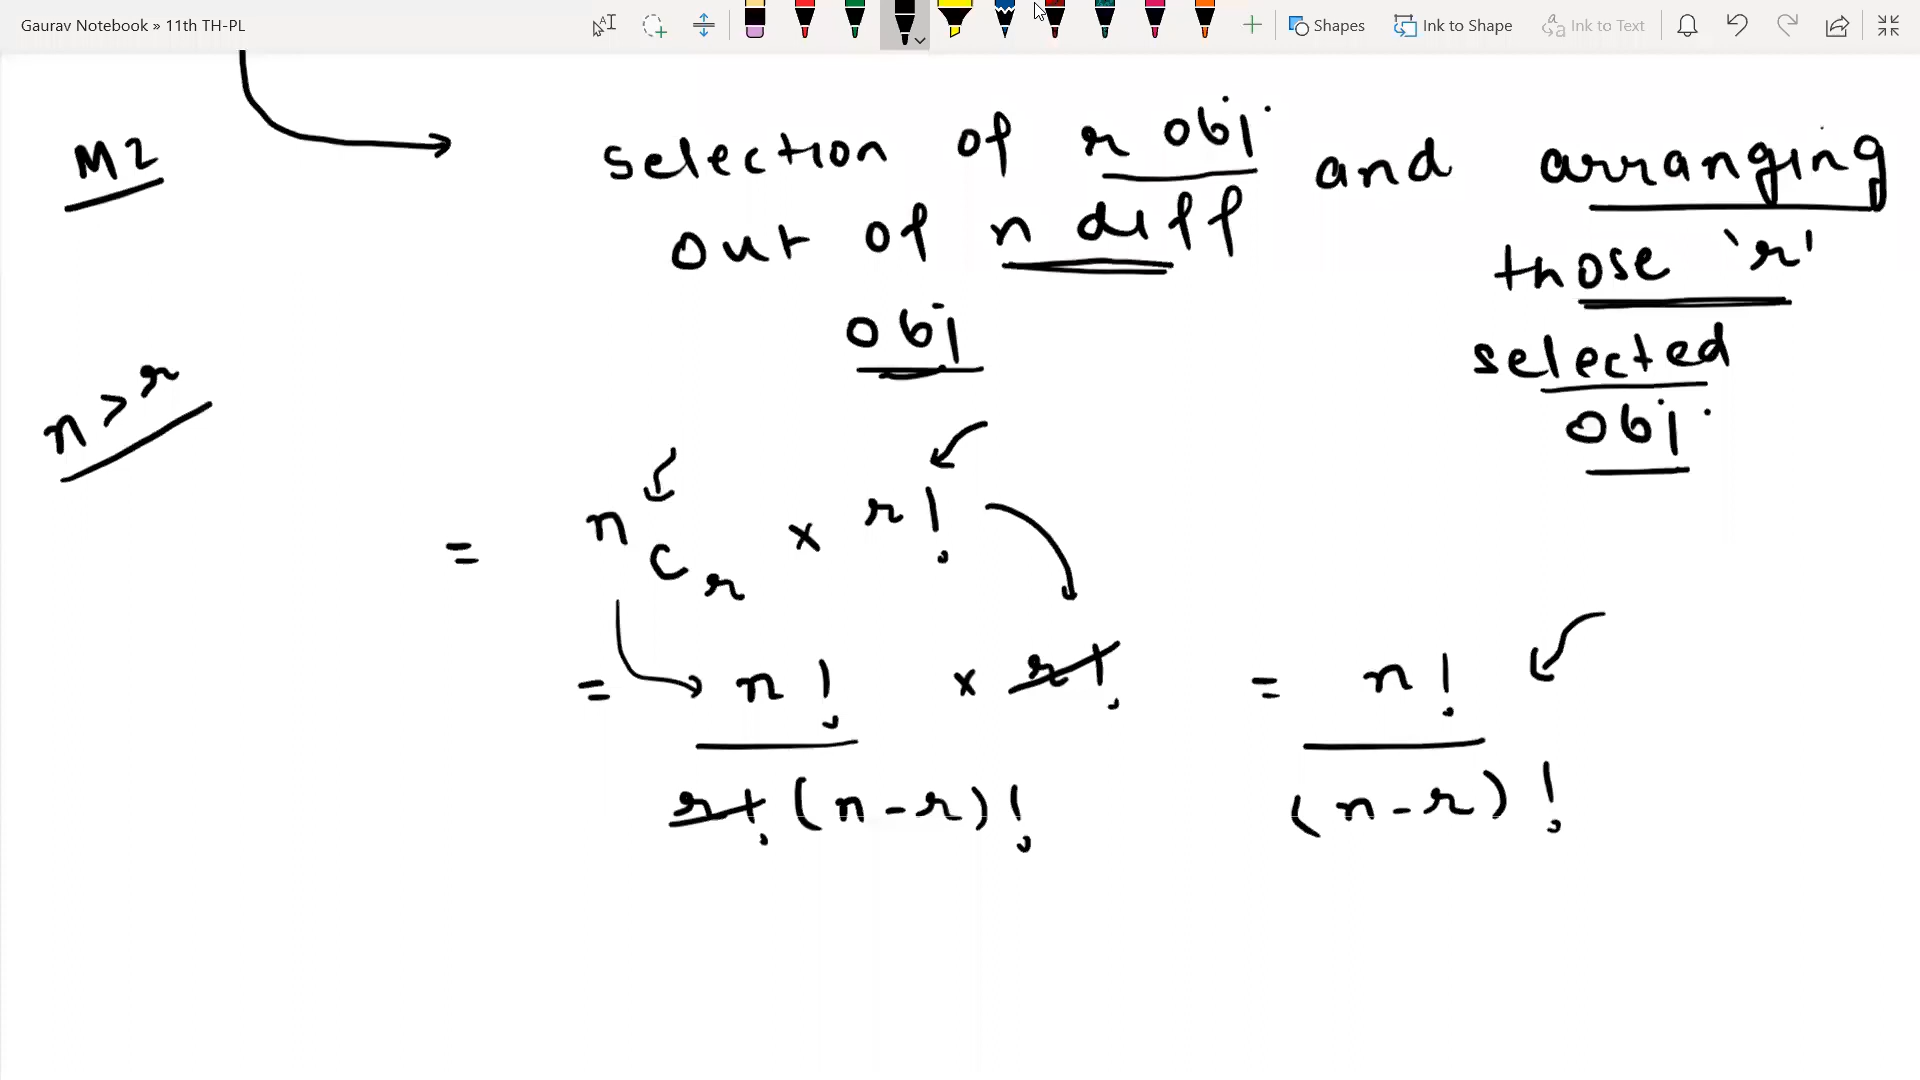 Gaurav Notebook » 11th TH-PL
Shapes
Ink to Shape
Ink to Text
M2
selection of r obj. and arranging
out of n diff those 'r'
obj selected
obj.
n > r
= nCr × r!
= n! × r! = n!
r! (n-r)! (n-r)!